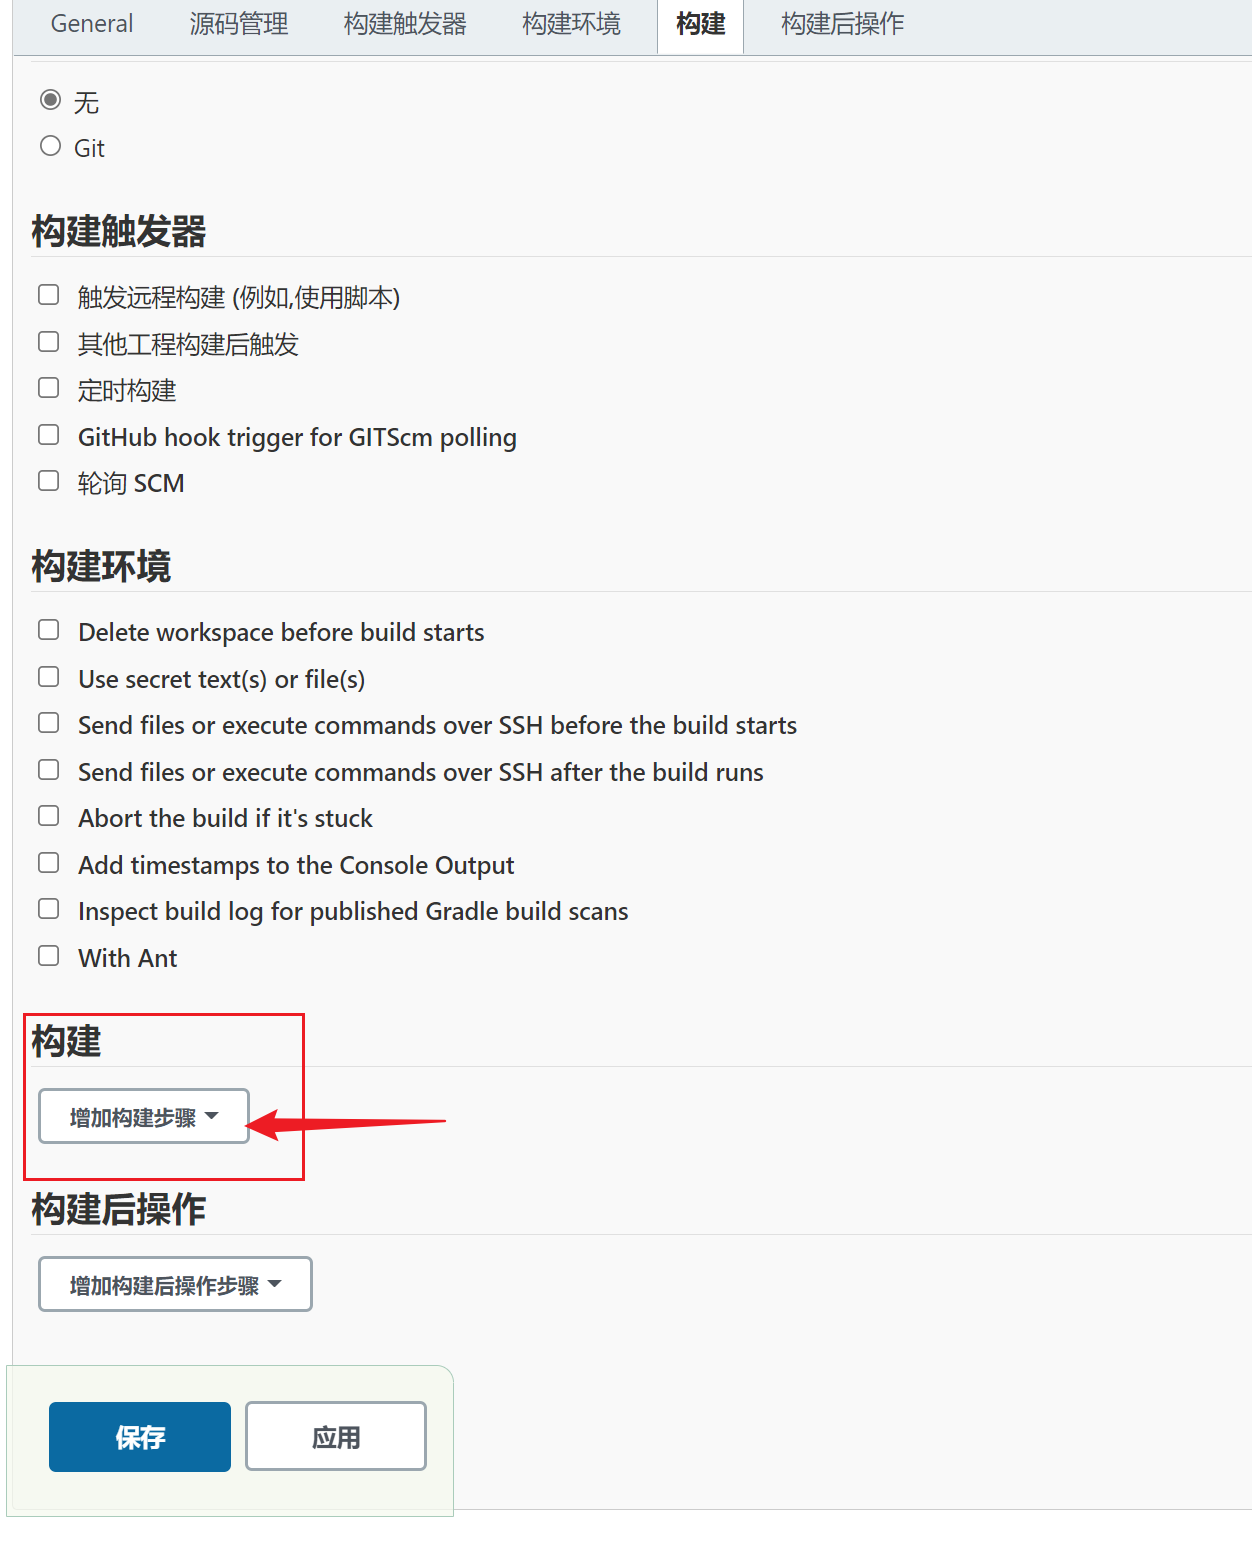 General 源码管理 构建触发器 构建环境 构建 构建后操作
无
Git
构建触发器
触发远程构建 (例如,使用脚本)
其他工程构建后触发
定时构建
GitHub hook trigger for GITScm polling
轮询 SCM
构建环境
Delete workspace before build starts
Use secret text(s) or file(s)
Send files or execute commands over SSH before the build starts
Send files or execute commands over SSH after the build runs
Abort the build if it's stuck
Add timestamps to the Console Output
Inspect build log for published Gradle build scans
With Ant
构建
增加构建步骤
构建后操作
增加构建后操作步骤
保存 应用